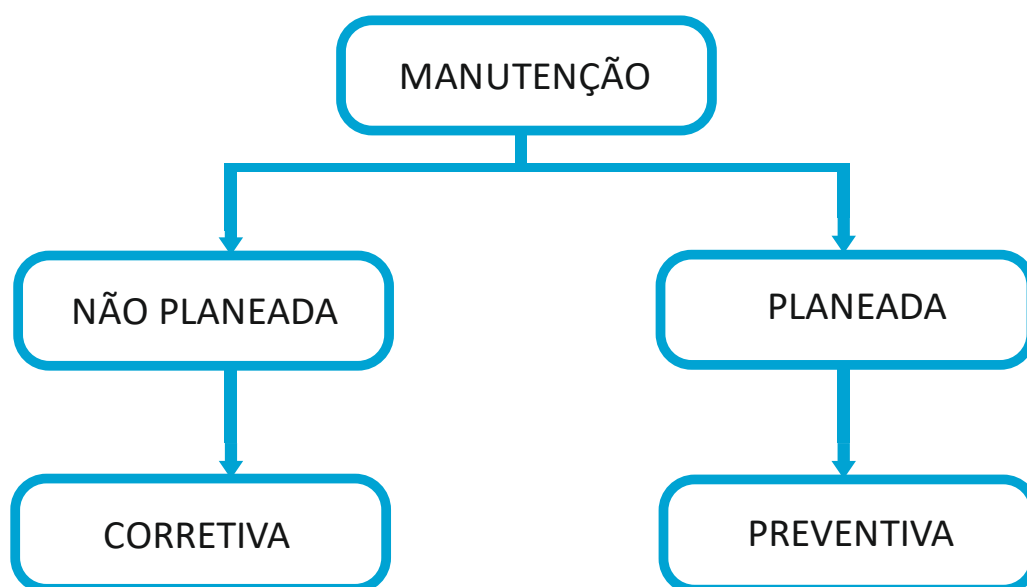 MANUTENÇÃO
NÃO PLANEADA
PLANEADA
CORRETIVA
PREVENTIVA